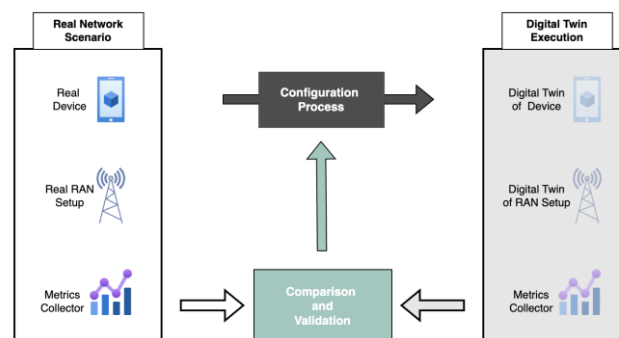 Real Network
Scenario
Digital Twin
Execution
Real
Device
Configuration
Process
Digital Twin
of Device
Real RAN
Setup
Digital Twin
of RAN Setup
Metrics
Collector
Comparison
and
Validation
Metrics
Collector